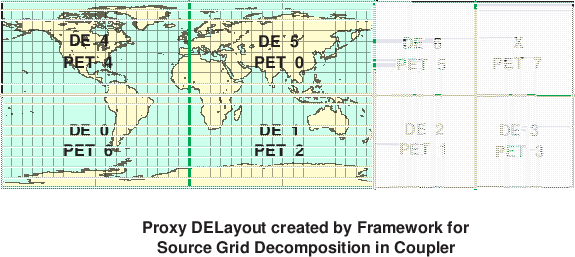 DE 4 DE 5 DE 6 X
PET 4 PET 0 PET 5 PET 7
DE 0 DE 1 DE 2 DE-3
PET 6 PET 2 PET 1 PET-3
Proxy DELayout created by Framework for
Source Grid Decomposition in Coupler